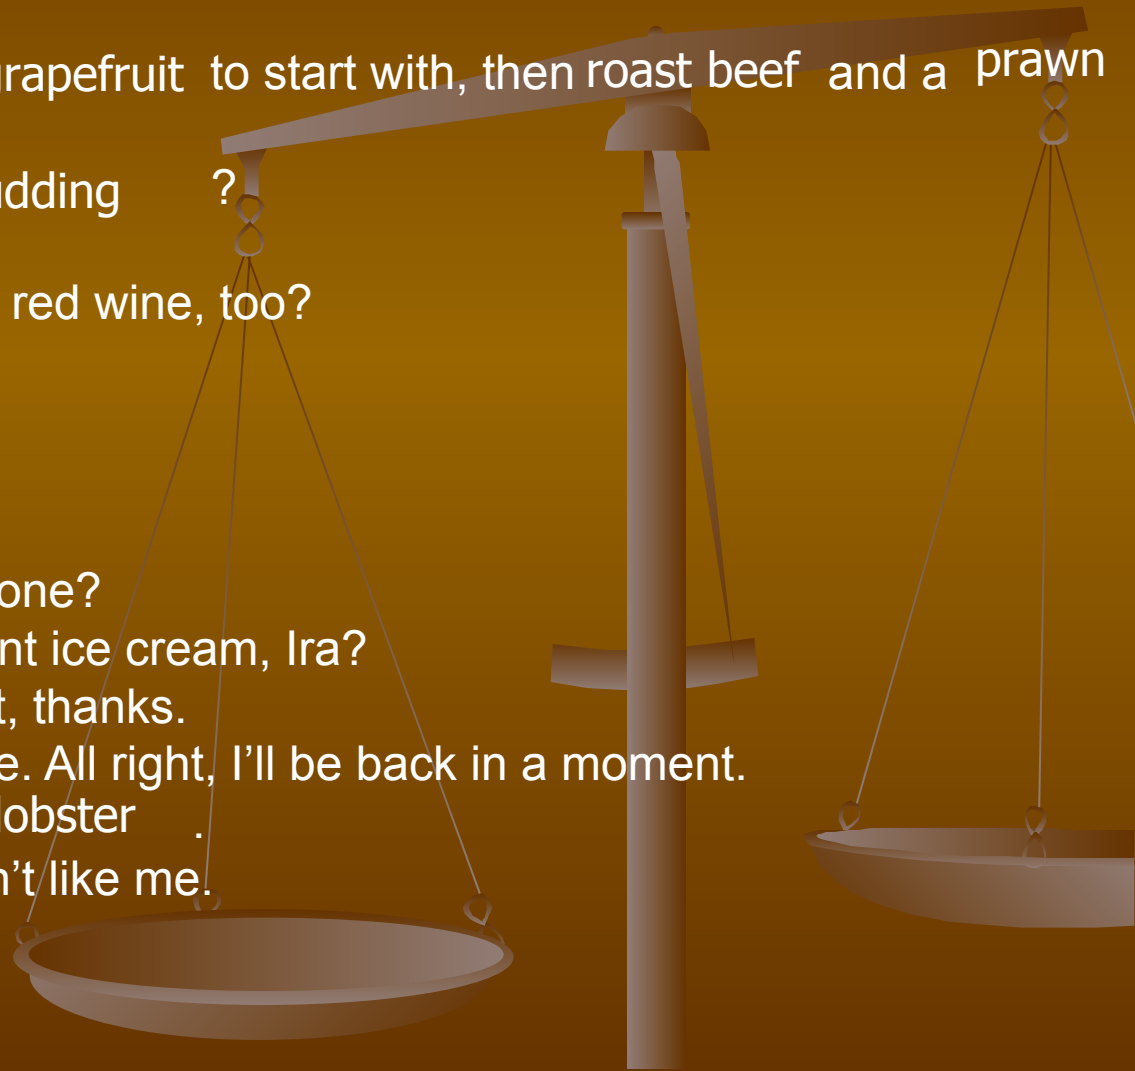 grapefruit to start with, then roast beef and a prawn
dding ?
red wine, too?
one?
nt ice cream, Ira?
t, thanks.
e. All right, I'll be back in a moment.
lobster .
n't like me.